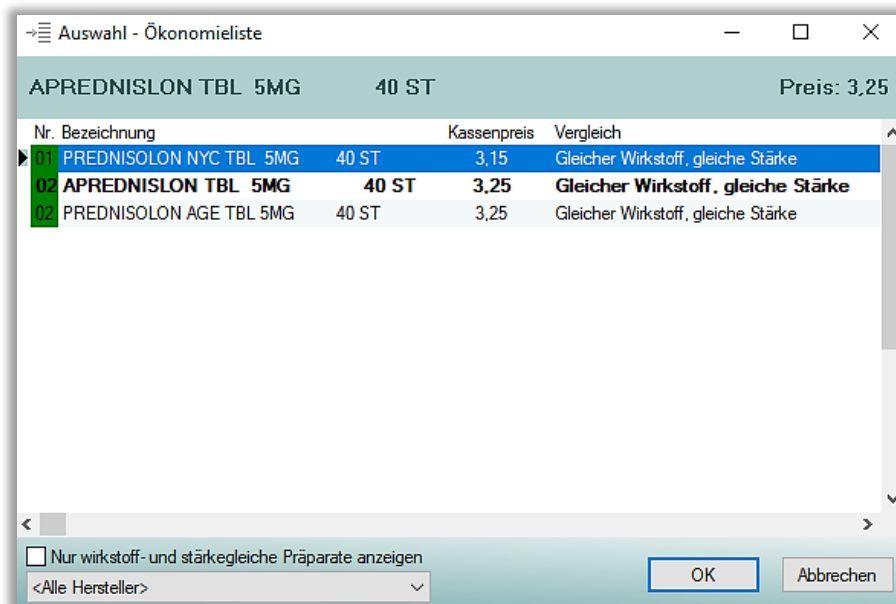 Auswahl - Ökonomieliste
APREDNISLON TBL 5MG 40 ST Preis: 3,25
Nr. Bezeichnung Kassenpreis Vergleich
01 PREDNISOLON NYC TBL 5MG 40 ST 3,15 Gleicher Wirkstoff, gleiche Stärke
02 APREDNISLON TBL 5MG 40 ST 3,25 Gleicher Wirkstoff, gleiche Stärke
02 PREDNISOLON AGE TBL 5MG 40 ST 3,25 Gleicher Wirkstoff, gleiche Stärke
Nur wirkstoff- und stärkegleiche Präparate anzeigen
<Alle Hersteller> OK Abbrechen